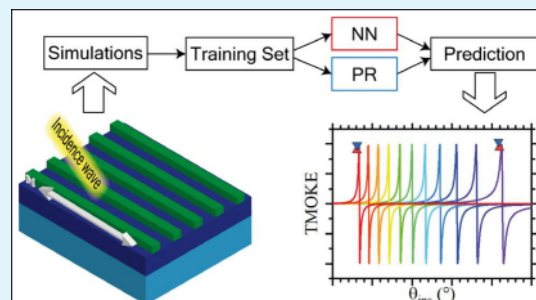 Simulations
Training Set
NN
PR
Prediction
Incidence wave
M
TMOKE
θinc (°)